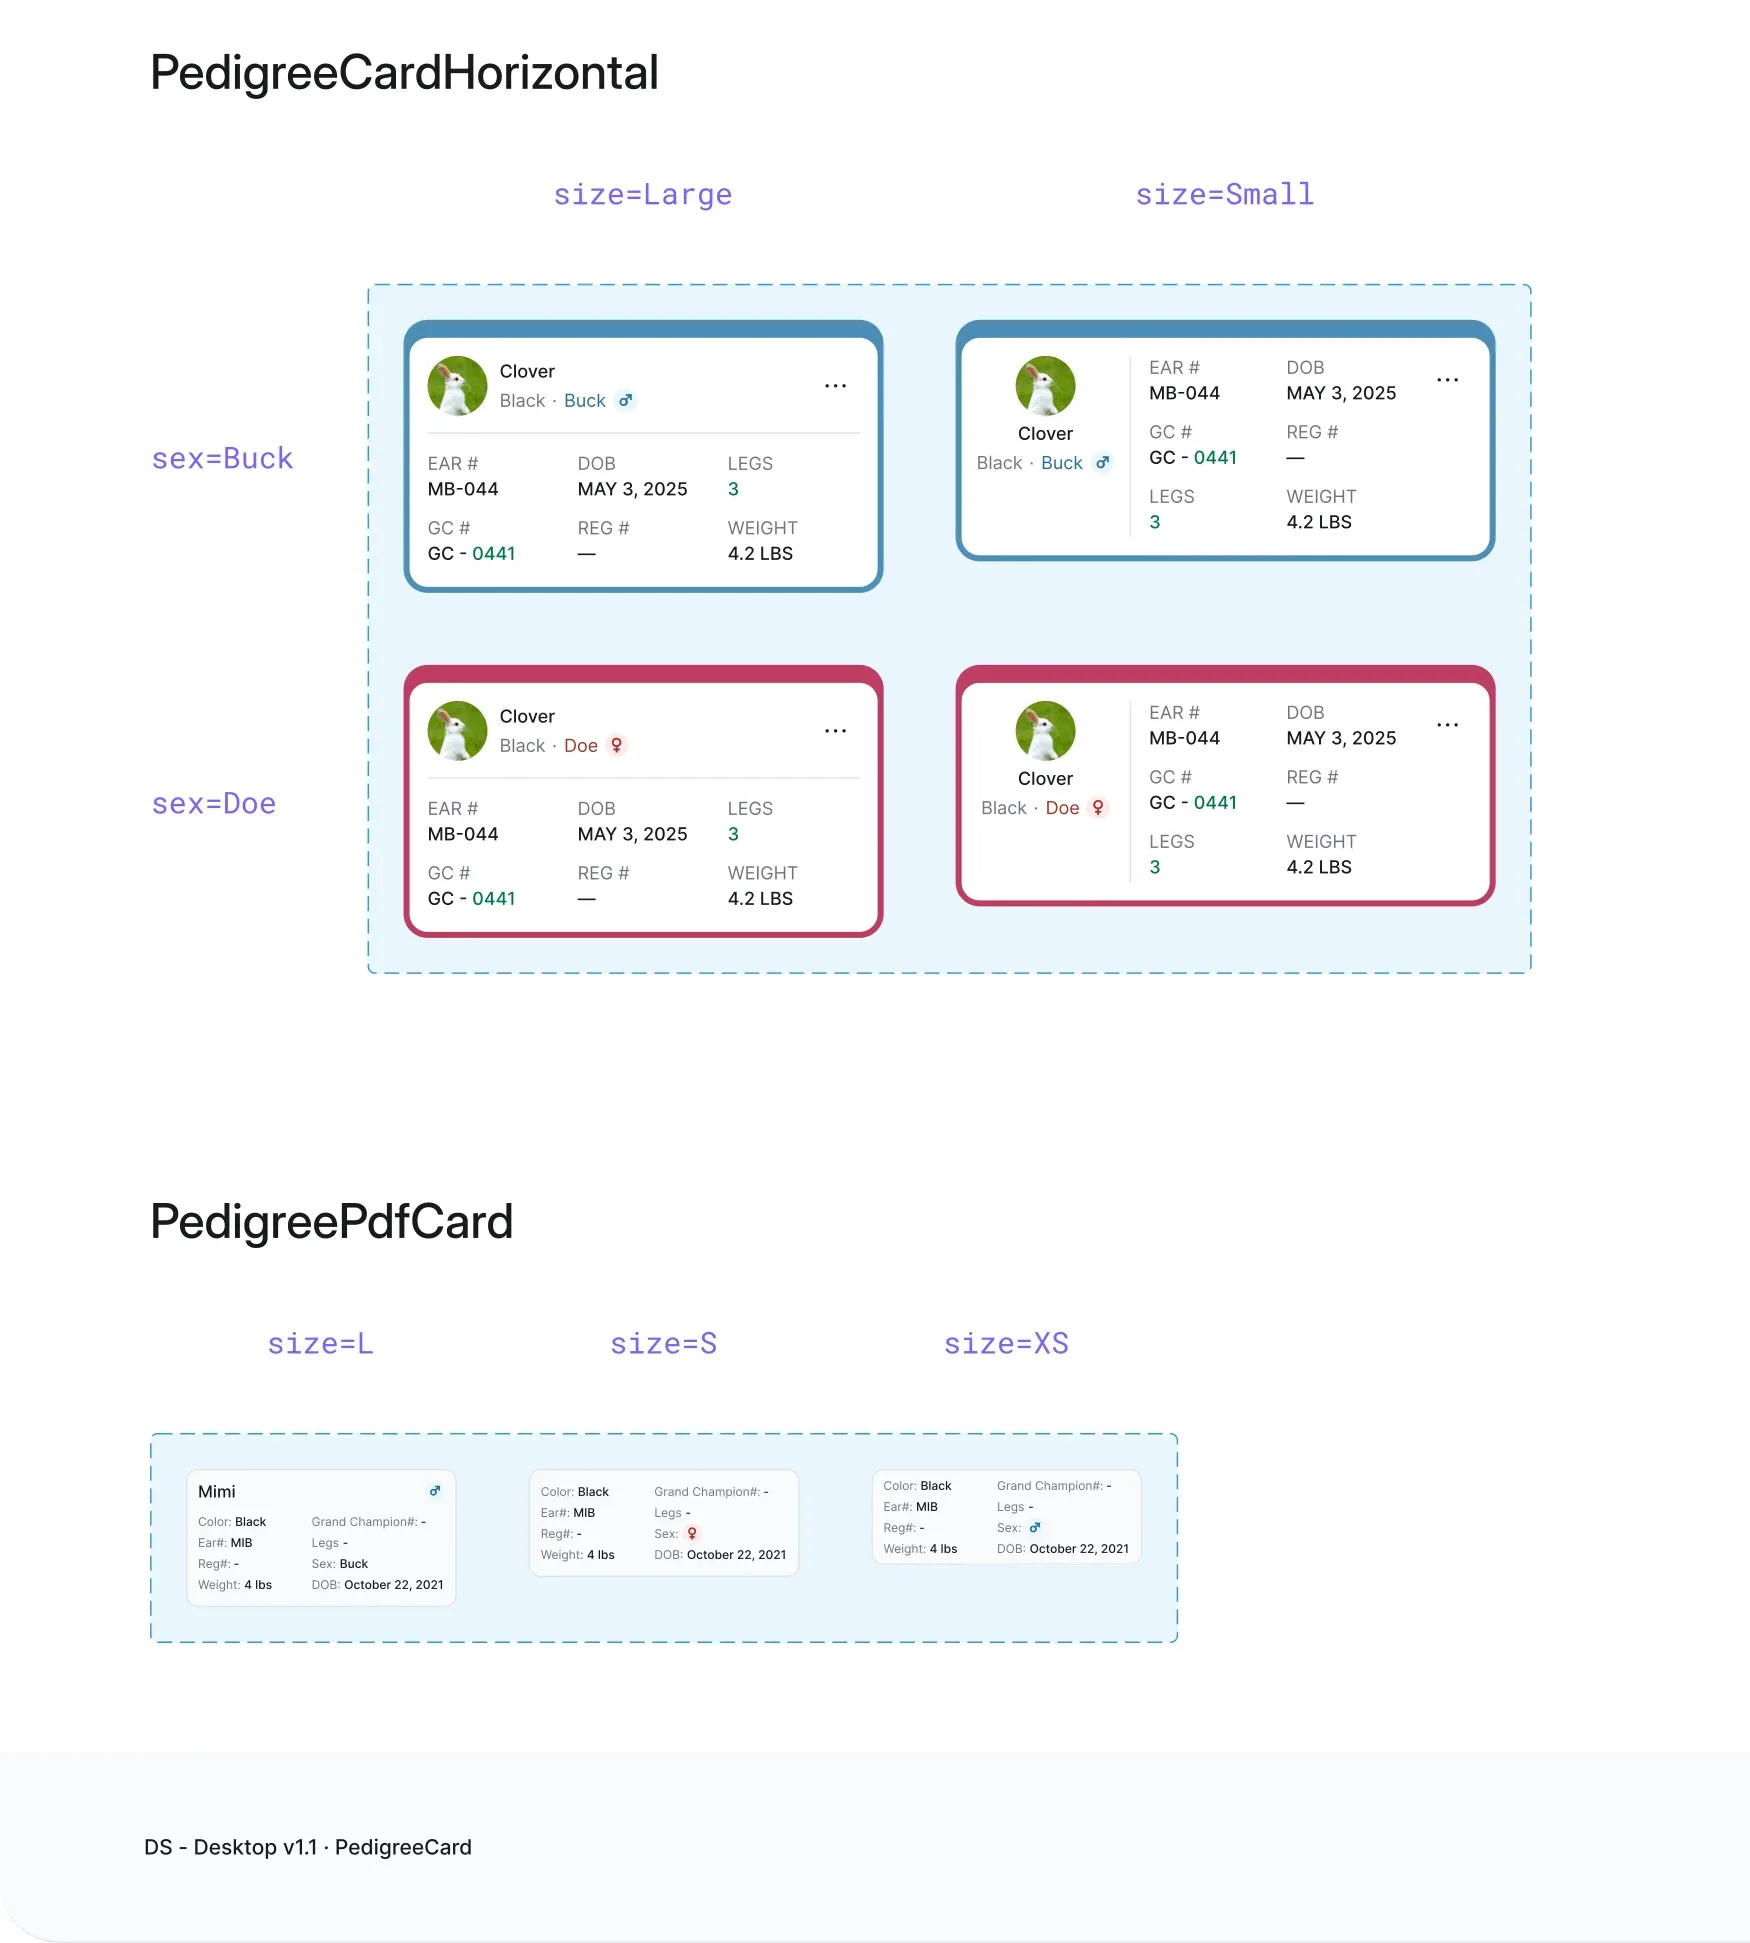 PedigreeCardHorizontal
size=Large
size=Small
sex=Buck
Clover
Black · Buck ♂
...
EAR # DOB LEGS
MB-044 MAY 3, 2025 3
GC # REG # WEIGHT
GC - 0441 — 4.2 LBS
Clover
Black · Buck ♂
EAR # DOB
MB-044 MAY 3, 2025
...
GC # REG #
GC - 0441 —
LEGS WEIGHT
3 4.2 LBS
sex=Doe
Clover
Black · Doe ♀
...
EAR # DOB LEGS
MB-044 MAY 3, 2025 3
GC # REG # WEIGHT
GC - 0441 — 4.2 LBS
Clover
Black · Doe ♀
EAR # DOB
MB-044 MAY 3, 2025
...
GC # REG #
GC - 0441 —
LEGS WEIGHT
3 4.2 LBS
PedigreePdfCard
size=L
size=S
size=XS
Mimi ♂
Color: Black Grand Champion#: -
Ear#: MIB Legs -
Reg#: - Sex: Buck
Weight: 4 lbs DOB: October 22, 2021
Color: Black Grand Champion#: -
Ear#: MIB Legs -
Reg#: - Sex: ♀
Weight: 4 lbs DOB: October 22, 2021
Color: Black Grand Champion#: -
Ear#: MIB Legs -
Reg#: - Sex: ♂
Weight: 4 lbs DOB: October 22, 2021
DS - Desktop v1.1 · PedigreeCard